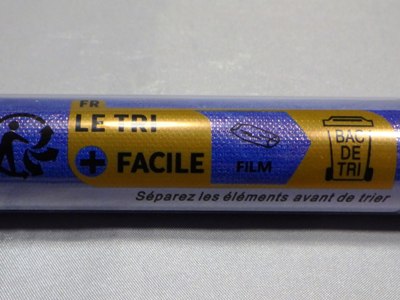 FR
LE TRI
+ FACILE
FILM
BAC
DE
TRI
Séparez les éléments avant de trier